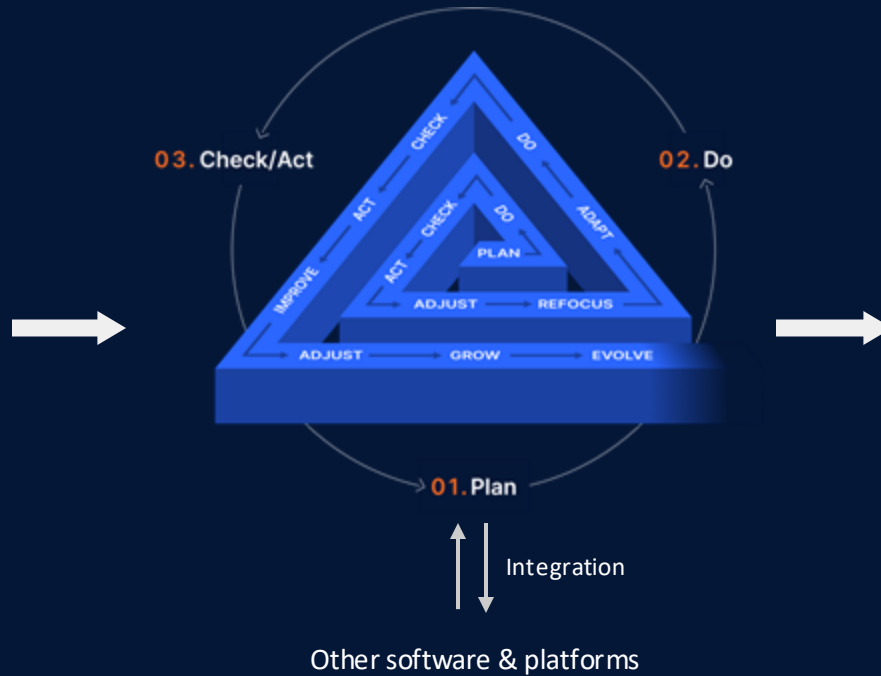 03. Check/Act
02. Do
CHECK
DO
ACT
ADAPT
IMPROVE
CHECK
DO
ACT
PLAN
ADJUST REFOCUS
ADJUST GROW EVOLVE
01. Plan
Integration
Other software & platforms